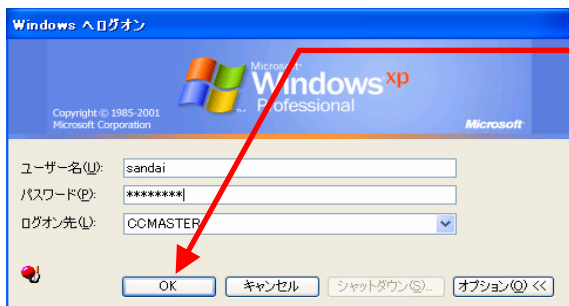 Windows へログオン
Microsoft
Windows xp
Professional
Copyright © 1985-2001
Microsoft Corporation
Microsoft
ユーザー名(U): sandai
パスワード(P): ********
ログオン先(L): CCMASTER
OK キャンセル シャットダウン(S)... オプション(O) <<